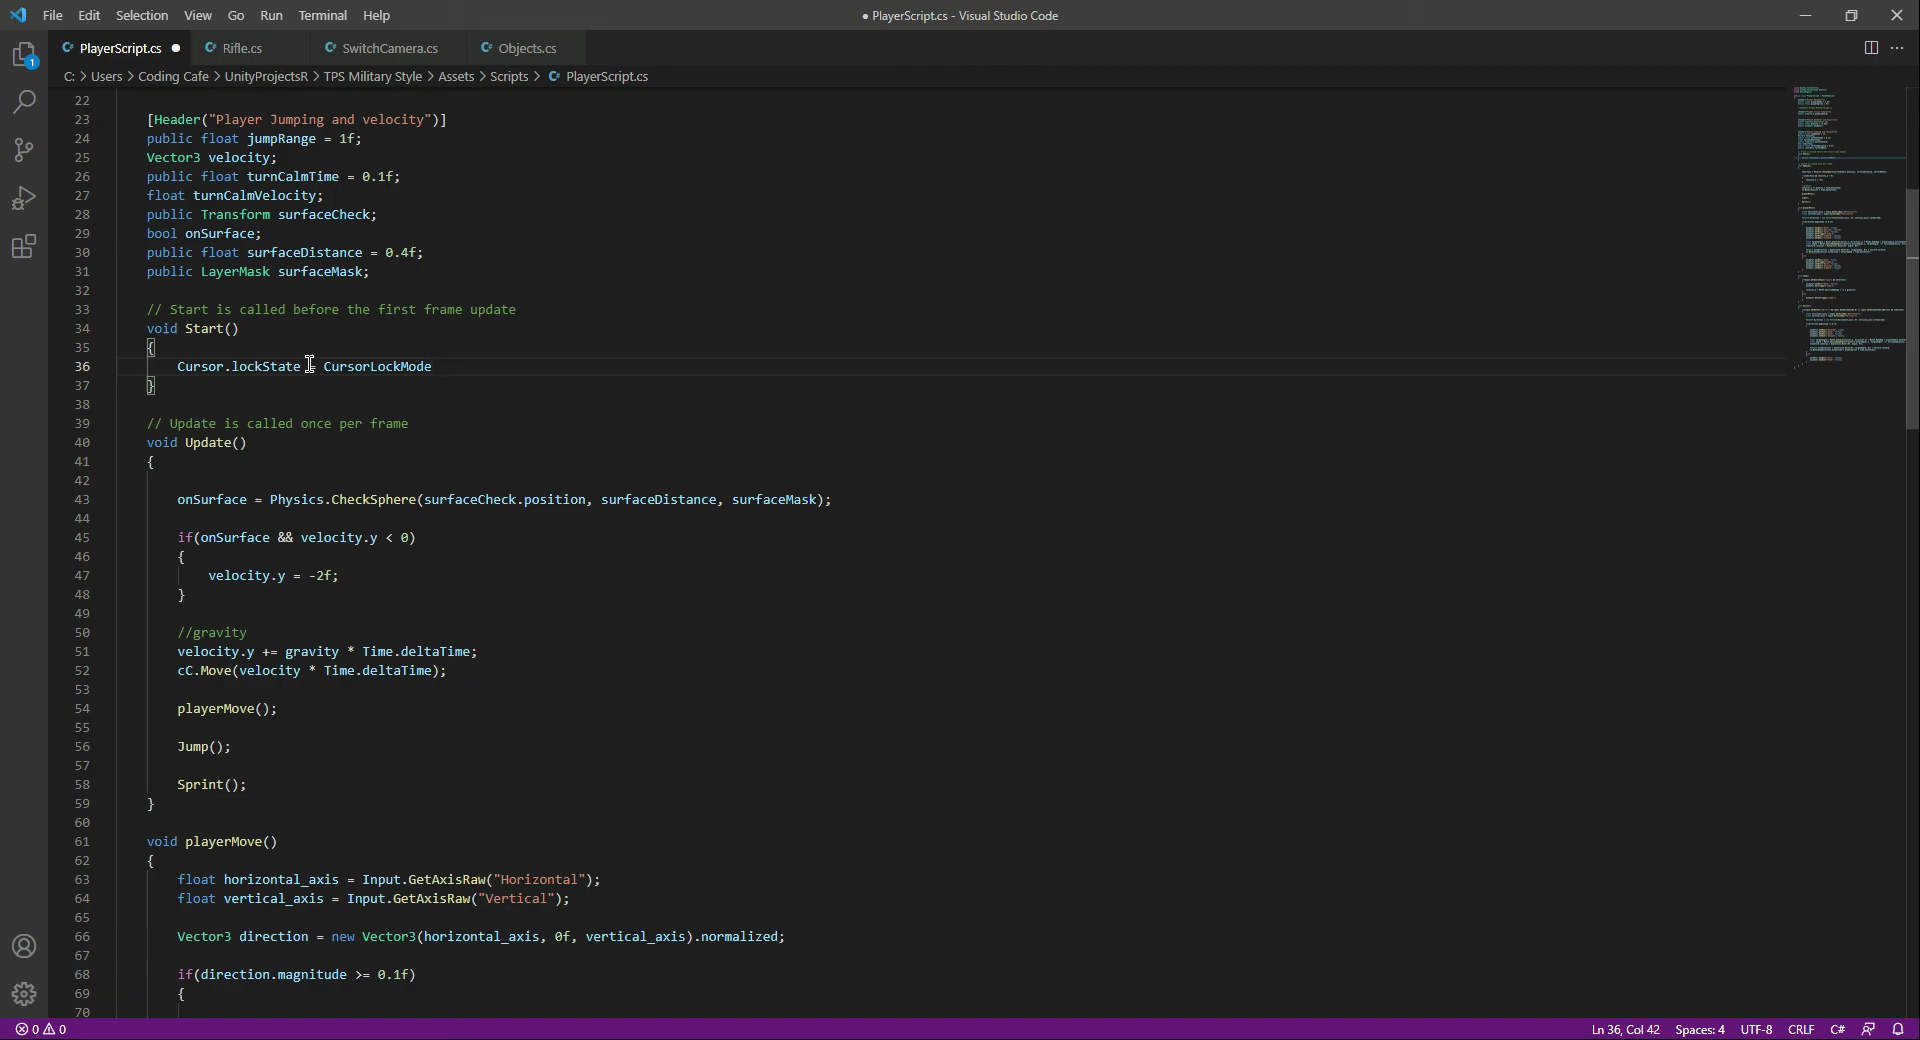 File Edit Selection View Go Run Terminal Help
● PlayerScript.cs - Visual Studio Code
PlayerScript.cs ● Rifle.cs SwitchCamera.cs Objects.cs
C: > Users > Coding Cafe > UnityProjectsR > TPS Military Style > Assets > Scripts > PlayerScript.cs
1
22
23 [Header("Player Jumping and velocity")]
24 public float jumpRange = 1f;
25 Vector3 velocity;
26 public float turnCalmTime = 0.1f;
27 float turnCalmVelocity;
28 public Transform surfaceCheck;
29 bool onSurface;
30 public float surfaceDistance = 0.4f;
31 public LayerMask surfaceMask;
32
33 // Start is called before the first frame update
34 void Start()
35 {
36 Cursor.lockState = CursorLockMode
37 }
38
39 // Update is called once per frame
40 void Update()
41 {
42
43 onSurface = Physics.CheckSphere(surfaceCheck.position, surfaceDistance, surfaceMask);
44
45 if(onSurface && velocity.y < 0)
46 {
47 velocity.y = -2f;
48 }
49
50 //gravity
51 velocity.y += gravity * Time.deltaTime;
52 cC.Move(velocity * Time.deltaTime);
53
54 playerMove();
55
56 Jump();
57
58 Sprint();
59 }
60
61 void playerMove()
62 {
63 float horizontal_axis = Input.GetAxisRaw("Horizontal");
64 float vertical_axis = Input.GetAxisRaw("Vertical");
65
66 Vector3 direction = new Vector3(horizontal_axis, 0f, vertical_axis).normalized;
67
68 if(direction.magnitude >= 0.1f)
69 {
70
0 0 Ln 36, Col 42 Spaces: 4 UTF-8 CRLF C#